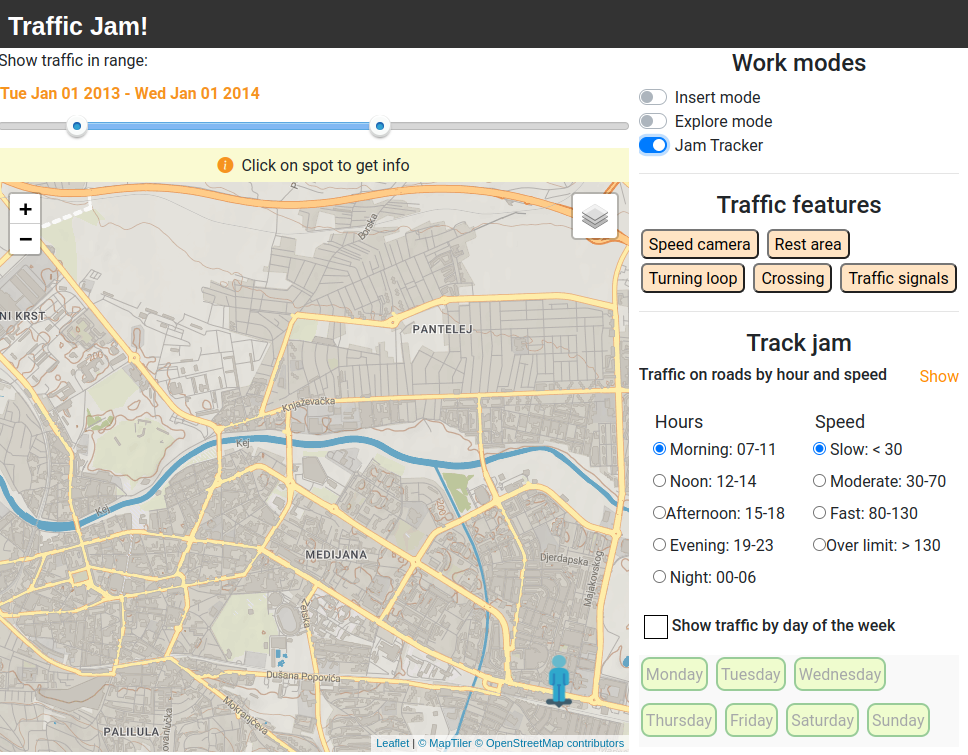 Traffic Jam!
Show traffic in range:
Tue Jan 01 2013 - Wed Jan 01 2014
i Click on spot to get info
+
−
Borska
NI KRST
200
PANTELEJ
Knjaževačka
Kej
Kej
200
MEDIJANA
Djerdapska
Majakovskog
Zetska
Dušana Popovića
Mokranjčeva
PALILULA
Leaflet | © MapTiler © OpenStreetMap contributors
Work modes
Insert mode
Explore mode
Jam Tracker
Traffic features
Speed camera Rest area
Turning loop Crossing Traffic signals
Track jam
Traffic on roads by hour and speed Show
Hours Speed
Morning: 07-11 Slow: < 30
Noon: 12-14 Moderate: 30-70
Afternoon: 15-18 Fast: 80-130
Evening: 19-23 Over limit: > 130
Night: 00-06
Show traffic by day of the week
Monday Tuesday Wednesday
Thursday Friday Saturday Sunday